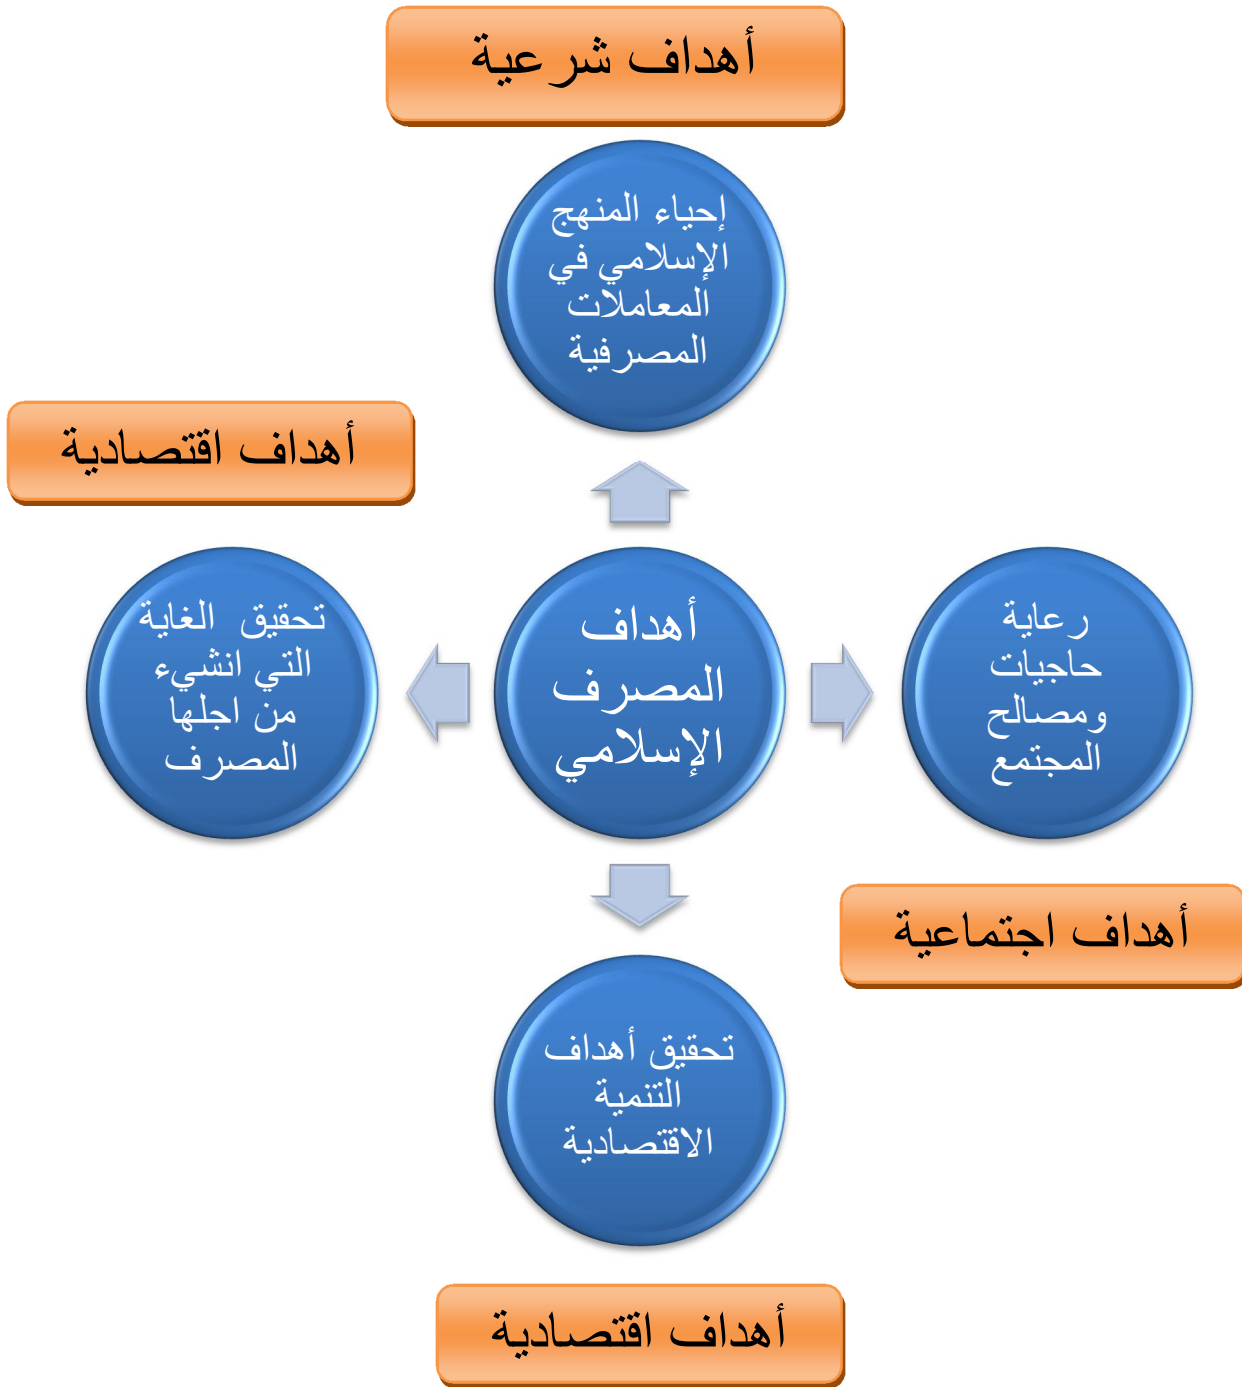 أهداف شرعية
إحياء المنهج
الإسلامي في
المعاملات
المصرفية
أهداف اقتصادية
رعاية
حاجيات
ومصالح
المجتمع
أهداف
المصرف
الإسلامي
تحقيق الغاية
التي انشيء
من اجلها
المصرف
أهداف اجتماعية
تحقيق أهداف
التنمية
الاقتصادية
أهداف اقتصادية